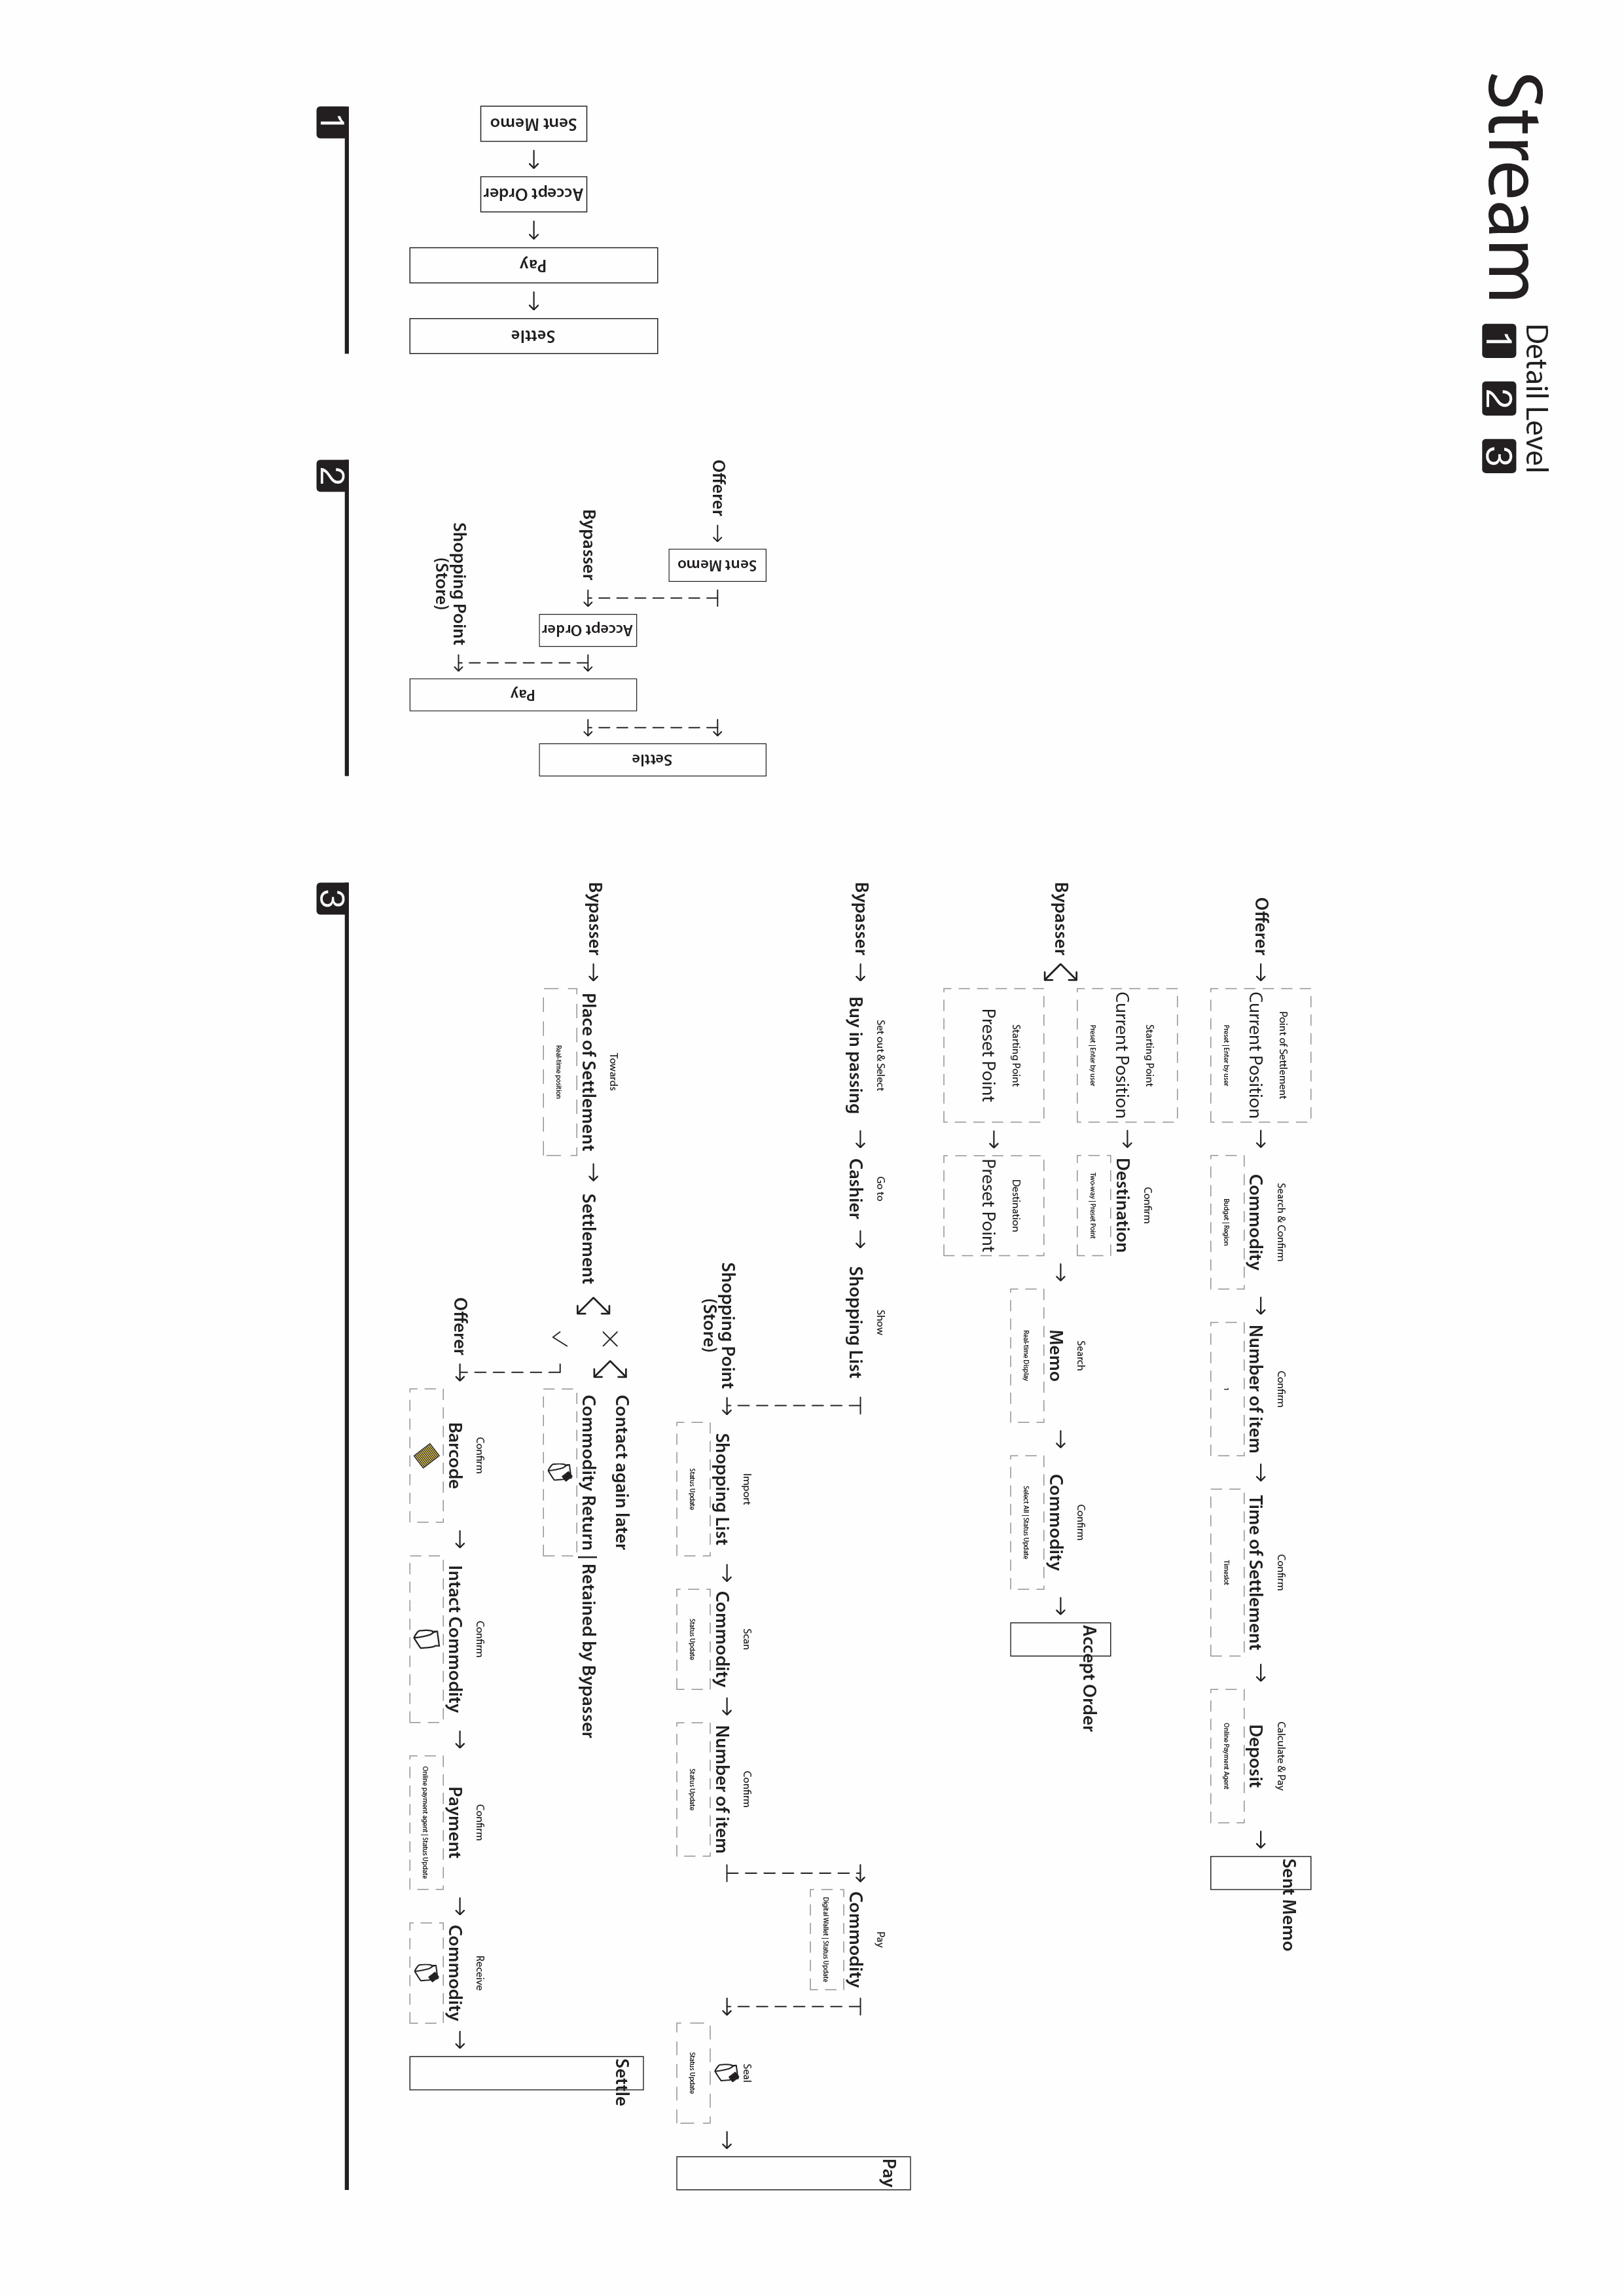 Stream
Detail Level
1 2 3
1
Sent Memo
Accept Order
Pay
Settle
2
Offerer
Sent Memo
Bypasser
Accept Order
Shopping Point
(Store)
Pay
Settle
3
Offerer
Point of Settlement
Current Position
Preset | Enter by user
Search & Confirm
Commodity
Budget | Region
Confirm
Number of item
1
Confirm
Time of Settlement
Timeslot
Calculate & Pay
Deposit
Online Payment Agent
Sent Memo
Bypasser
Starting Point
Current Position
Preset | Enter by user
Confirm
Destination
Two-way | Preset Point
Starting Point
Preset Point
Destination
Preset Point
Search
Memo
Real-time Display
Confirm
Commodity
Select All | Status Update
Accept Order
Bypasser
Set out & Select
Buy in passing
Go to
Cashier
Show
Shopping List
Shopping Point
(Store)
Import
Shopping List
Status Update
Scan
Commodity
Status Update
Confirm
Number of item
Status Update
Pay
Commodity
Digital Wallet | Status Update
Seal
Status Update
Pay
Bypasser
Towards
Place of Settlement
Real-time position
Settlement
Contact again later
Commodity Return | Retained by Bypasser
Offerer
Confirm
Barcode
Confirm
Intact Commodity
Confirm
Payment
Online payment agent | Status Update
Receive
Commodity
Settle